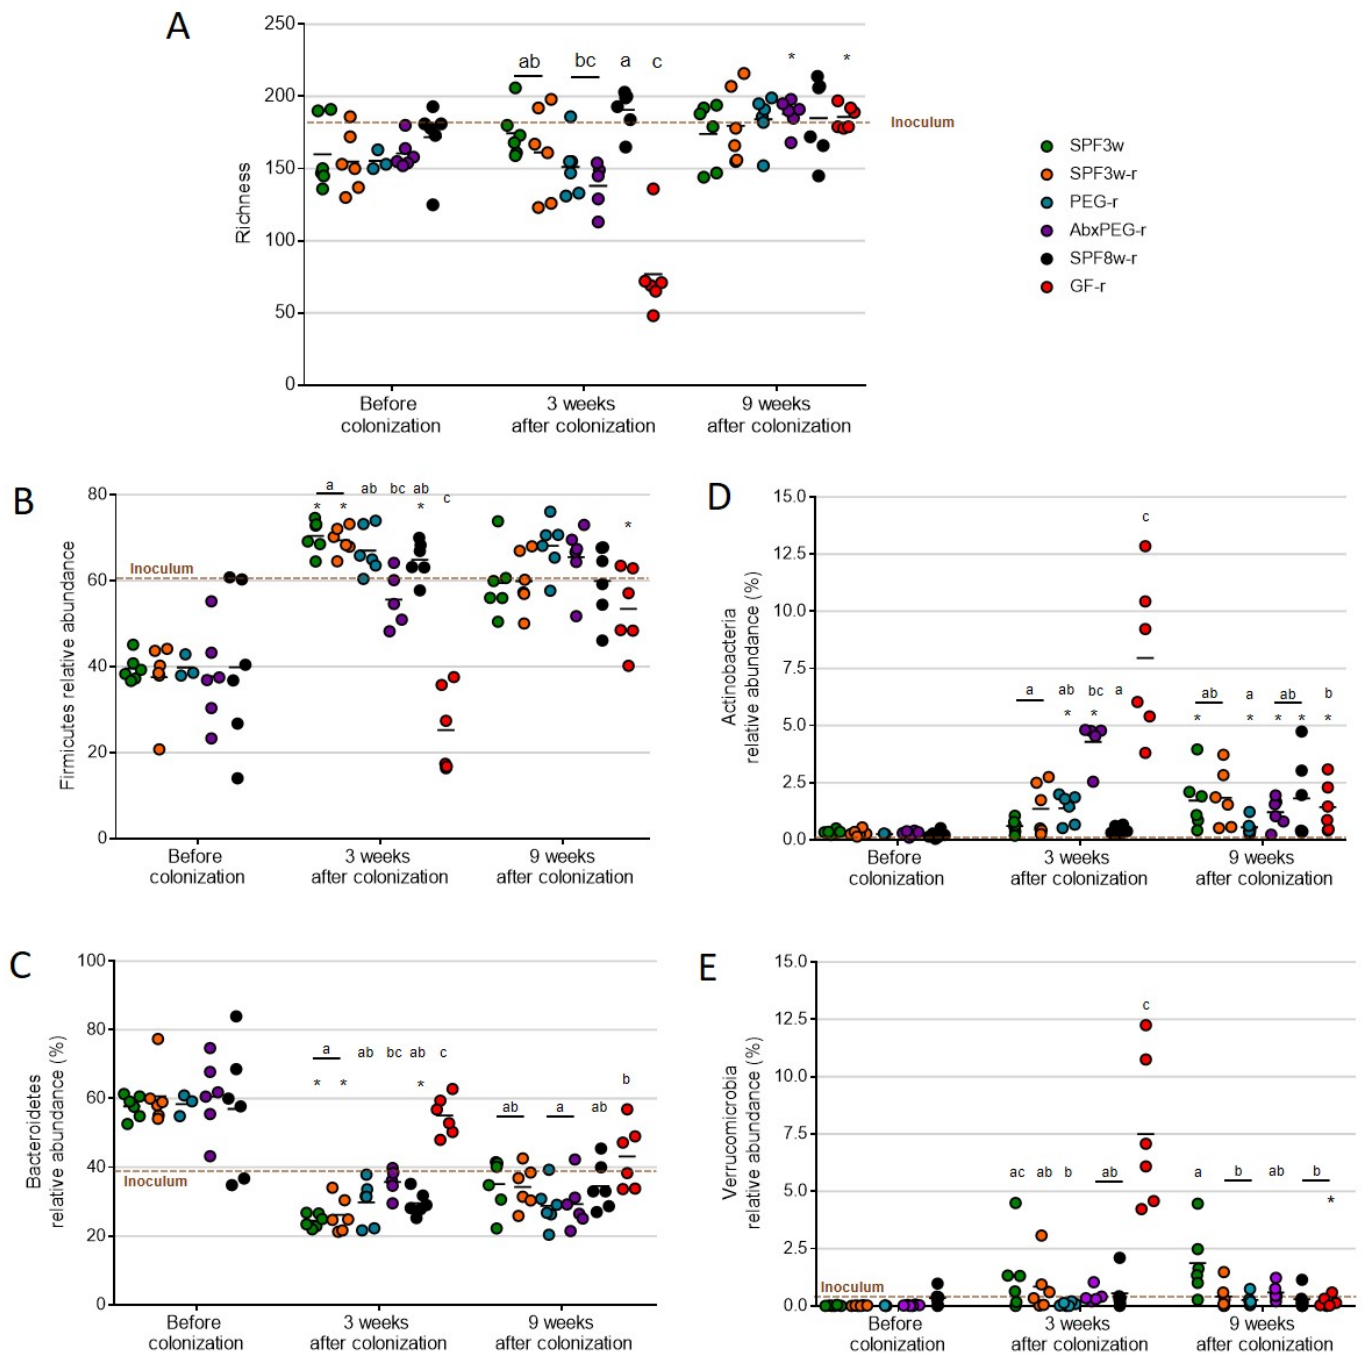 A
250
200
150
100
50
0
Richness
ab
bc
a
c
*
*
Inoculum
Before
colonization
3 weeks
after colonization
9 weeks
after colonization
SPF3w
SPF3w-r
PEG-r
AbxPEG-r
SPF8w-r
GF-r
B
80
60
40
20
0
Firmicutes relative abundance
Inoculum
a
ab
bc
ab
c
*
*
*
*
Before
colonization
3 weeks
after colonization
9 weeks
after colonization
D
15.0
12.5
10.0
7.5
5.0
2.5
0.0
Actinobacteria
relative abundance (%)
a
ab
bc
a
c
*
*
ab
a
ab
b
*
*
*
*
*
Before
colonization
3 weeks
after colonization
9 weeks
after colonization
C
100
80
60
40
20
0
Bacteroidetes
relative abundance (%)
Inoculum
a
ab
bc
ab
c
*
*
*
ab
a
ab
b
Before
colonization
3 weeks
after colonization
9 weeks
after colonization
E
15.0
12.5
10.0
7.5
5.0
2.5
0.0
Verrucomicrobia
relative abundance (%)
Inoculum
ac
ab
b
ab
c
a
b
ab
b
*
Before
colonization
3 weeks
after colonization
9 weeks
after colonization